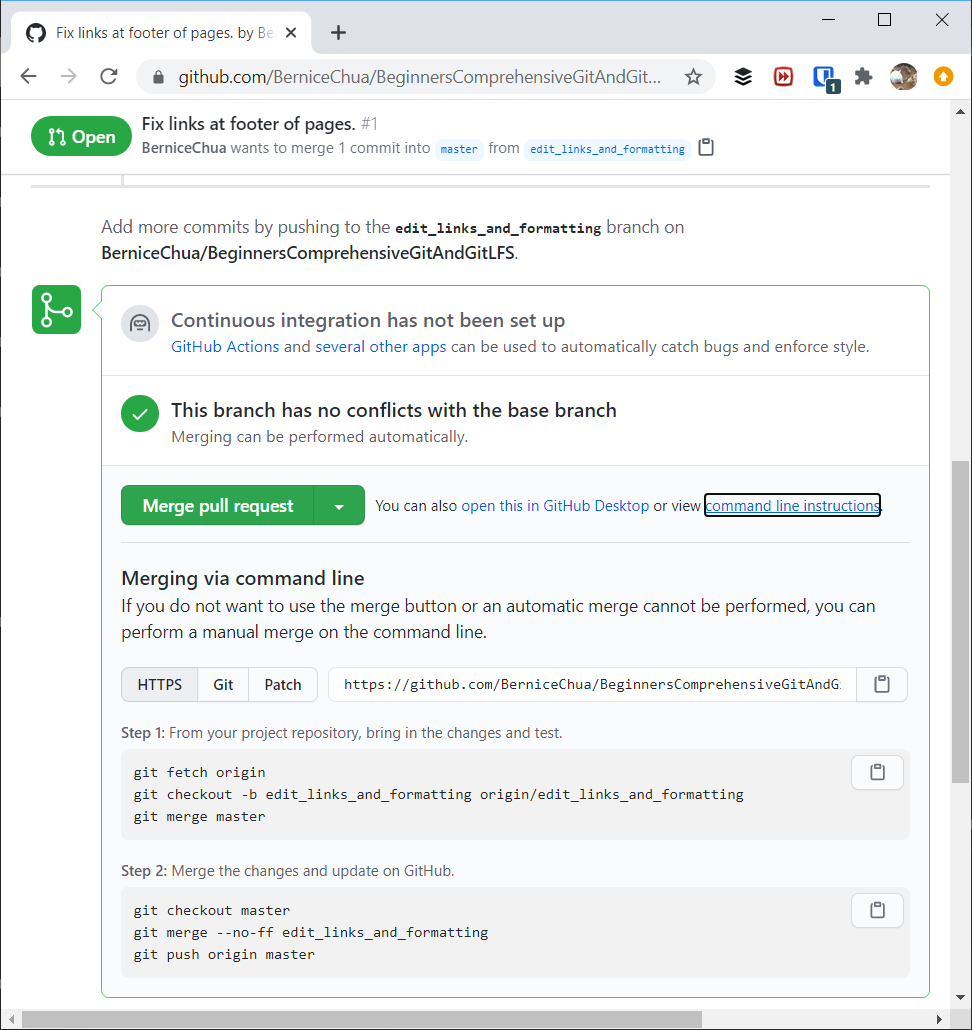 Fix links at footer of pages. by Be
github.com/BerniceChua/BeginnersComprehensiveGitAndGit...
1
Open
Fix links at footer of pages. #1
BerniceChua wants to merge 1 commit into master from edit_links_and_formatting
Add more commits by pushing to the edit_links_and_formatting branch on
BerniceChua/BeginnersComprehensiveGitAndGitLFS.
Continuous integration has not been set up
GitHub Actions and several other apps can be used to automatically catch bugs and enforce style.
This branch has no conflicts with the base branch
Merging can be performed automatically.
Merge pull request
You can also open this in GitHub Desktop or view command line instructions.
Merging via command line
If you do not want to use the merge button or an automatic merge cannot be performed, you can
perform a manual merge on the command line.
HTTPS Git Patch https://github.com/BerniceChua/BeginnersComprehensiveGitAndG
Step 1: From your project repository, bring in the changes and test.
git fetch origin
git checkout -b edit_links_and_formatting origin/edit_links_and_formatting
git merge master
Step 2: Merge the changes and update on GitHub.
git checkout master
git merge --no-ff edit_links_and_formatting
git push origin master